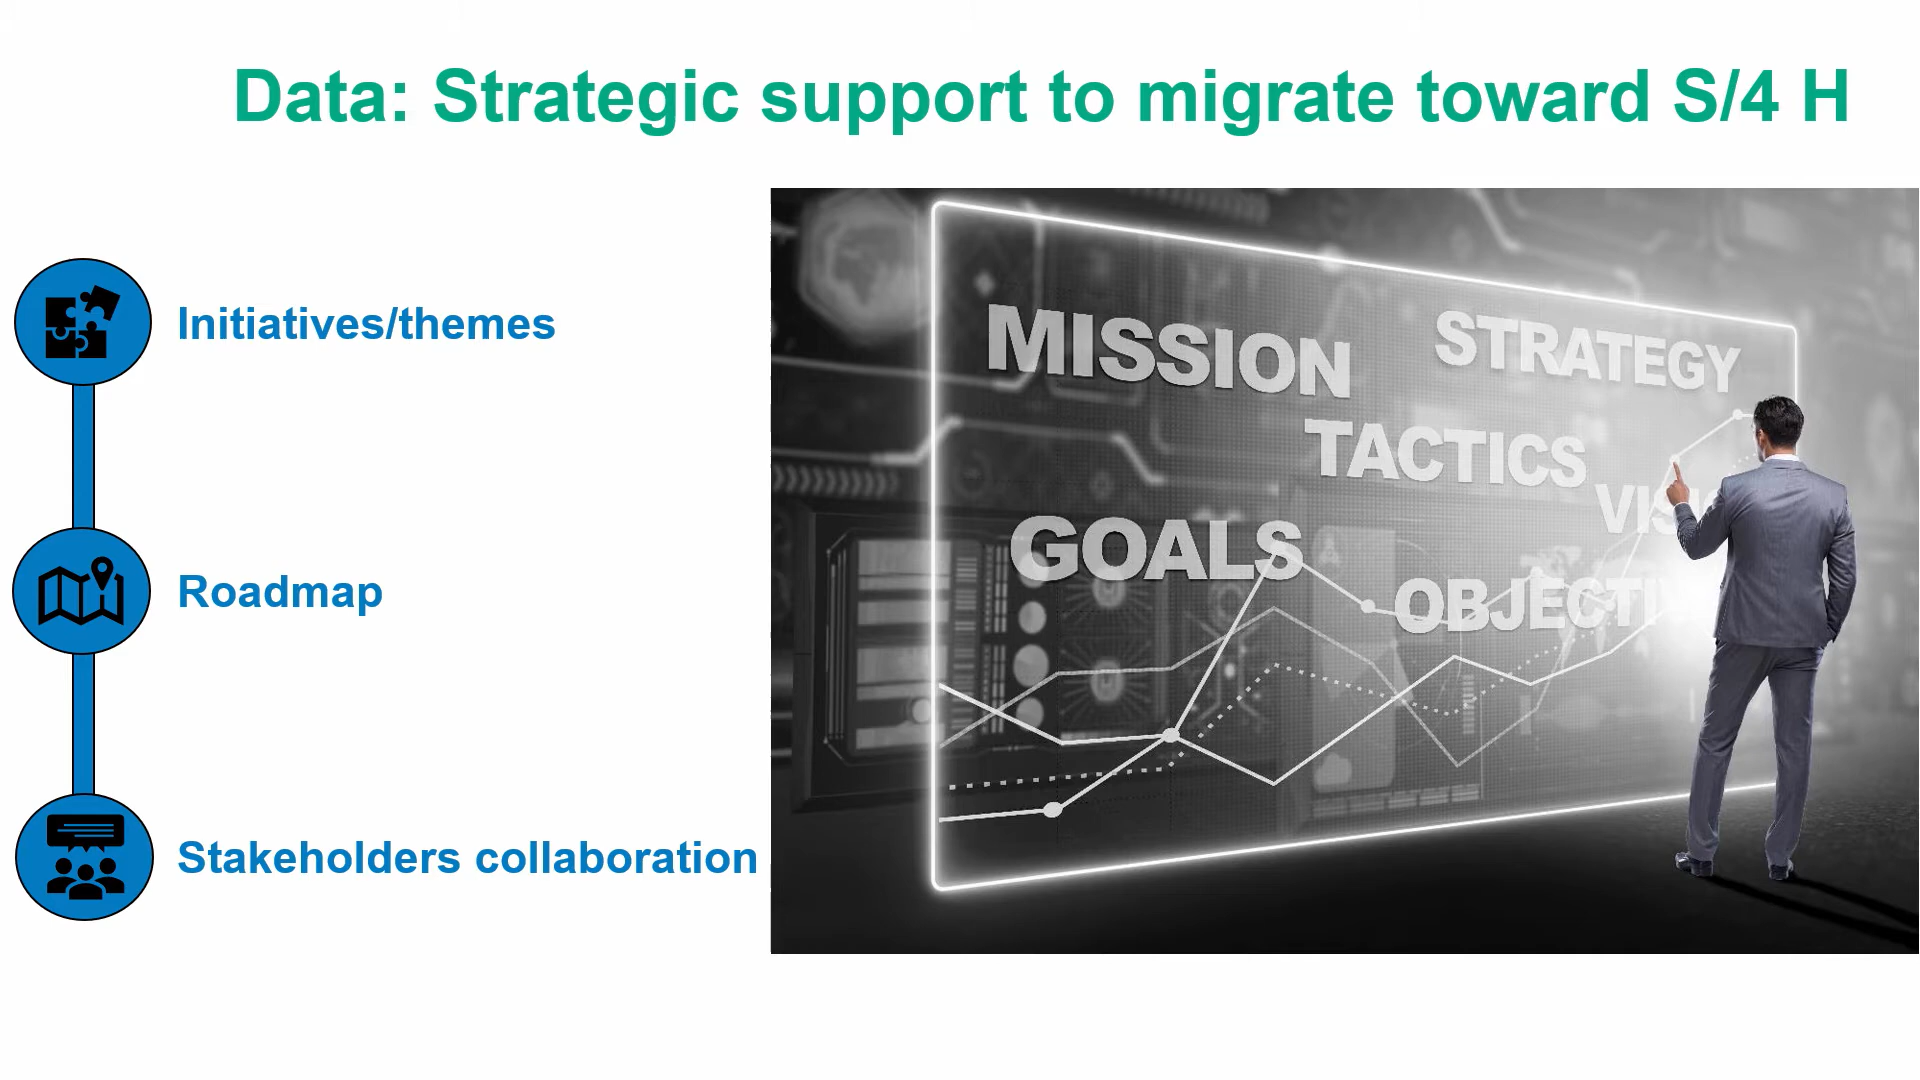 Data: Strategic support to migrate toward S/4 H
Initiatives/themes
Roadmap
Stakeholders collaboration
MISSION
STRATEGY
TACTICS
GOALS